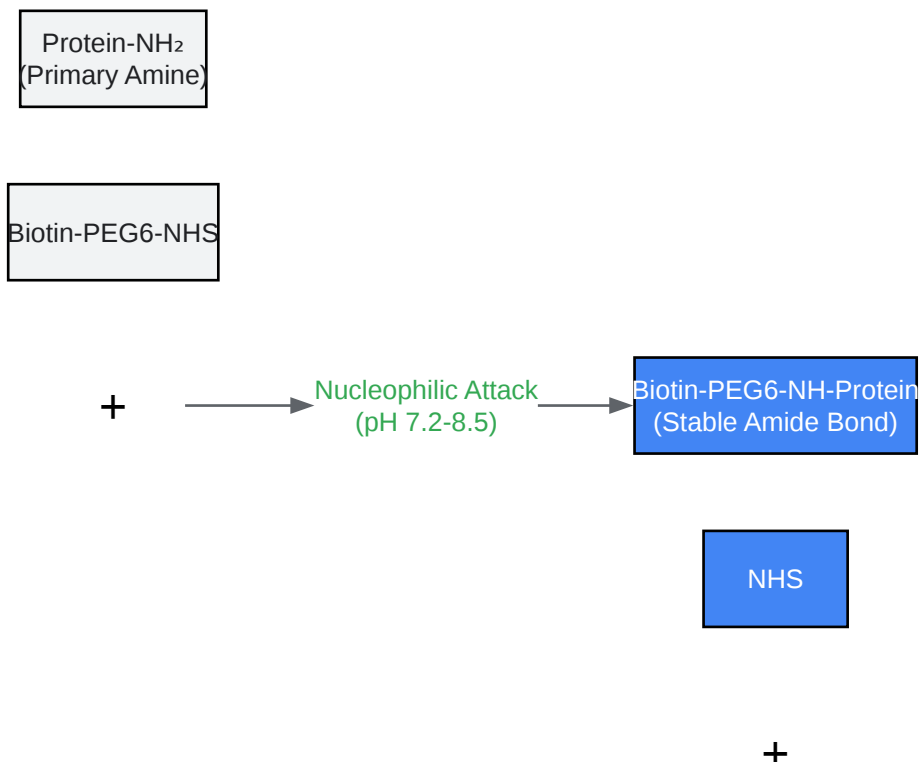 Protein-NH₂
(Primary Amine)
Biotin-PEG6-NHS
+
Nucleophilic Attack
(pH 7.2-8.5)
Biotin-PEG6-NH-Protein
(Stable Amide Bond)
NHS
+